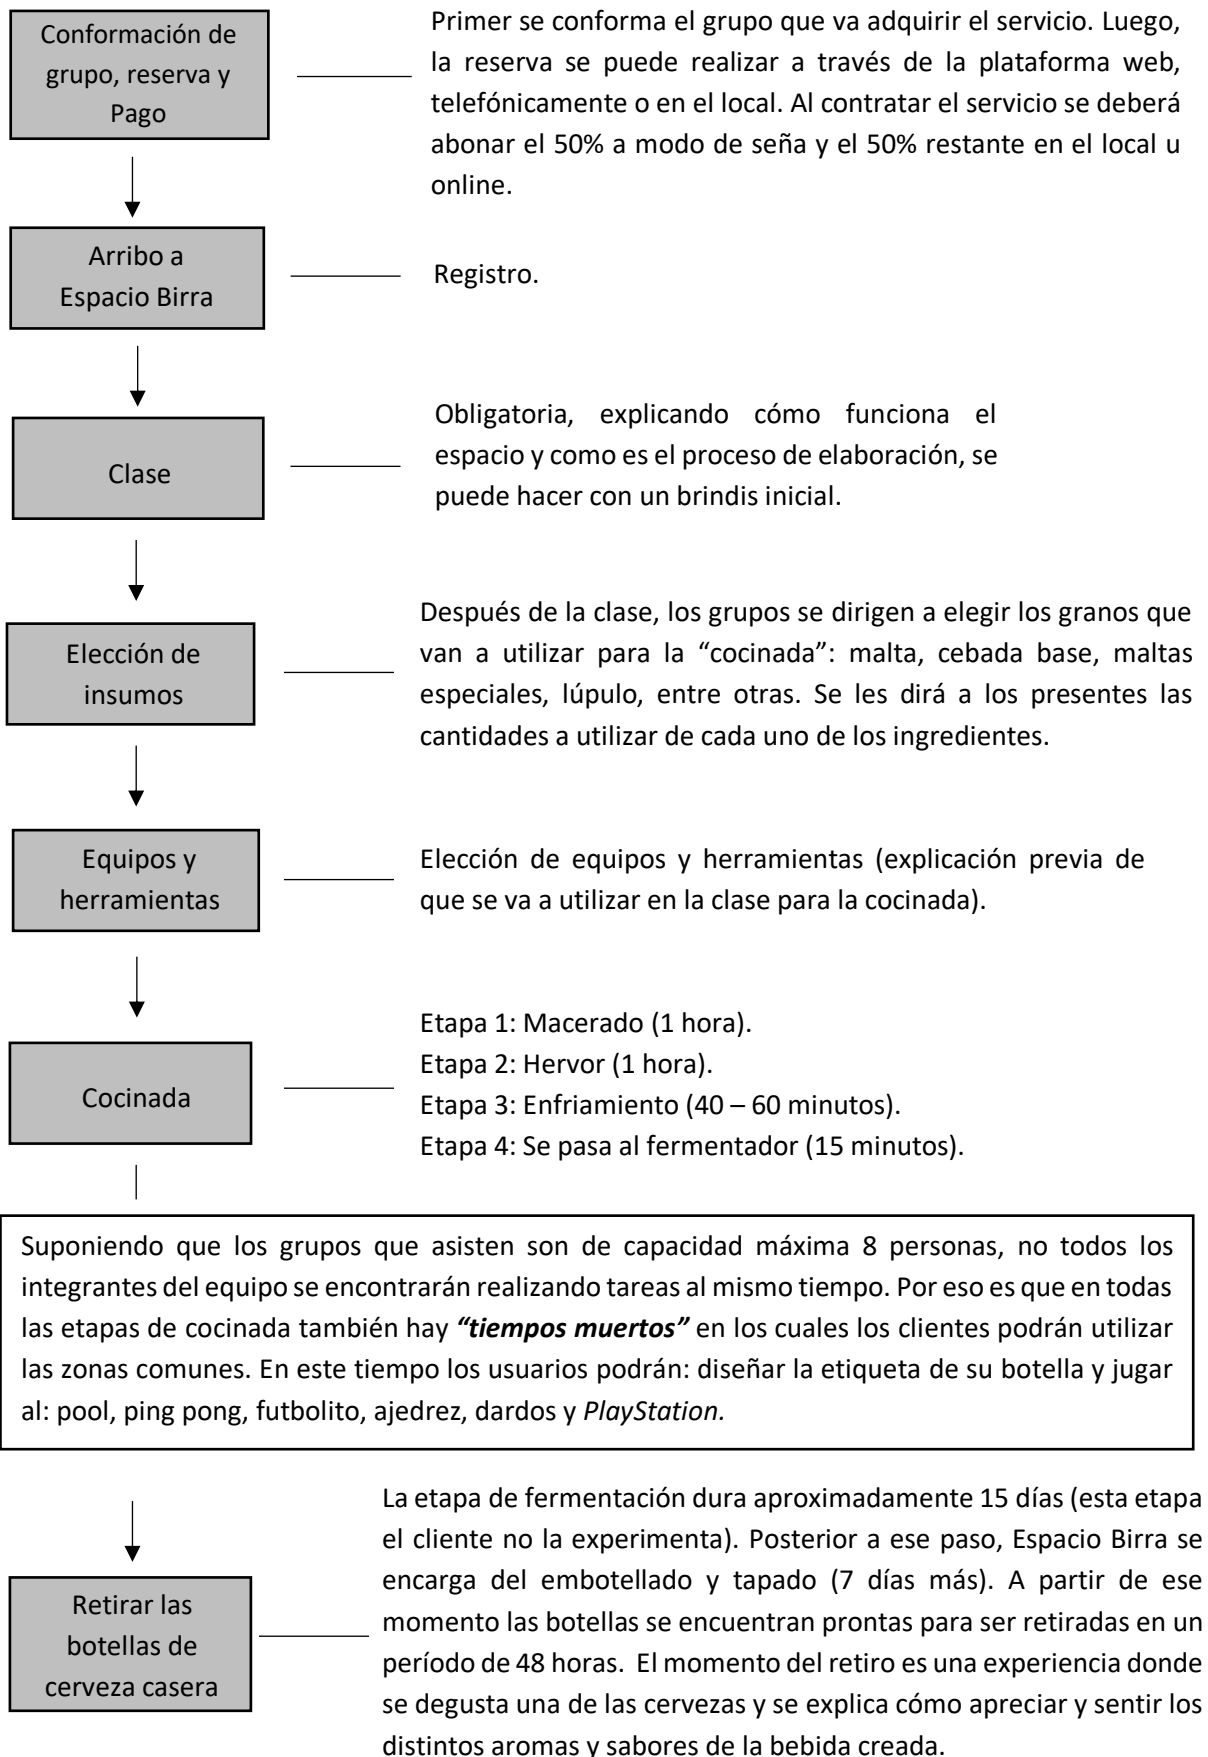 Conformación de
grupo, reserva y
Pago
Primer se conforma el grupo que va adquirir el servicio. Luego,
la reserva se puede realizar a través de la plataforma web,
telefónicamente o en el local. Al contratar el servicio se deberá
abonar el 50% a modo de seña y el 50% restante en el local u
online.
Arribo a
Espacio Birra
Registro.
Clase
Obligatoria, explicando cómo funciona el
espacio y como es el proceso de elaboración, se
puede hacer con un brindis inicial.
Elección de
insumos
Después de la clase, los grupos se dirigen a elegir los granos que
van a utilizar para la “cocinada”: malta, cebada base, maltas
especiales, lúpulo, entre otras. Se les dirá a los presentes las
cantidades a utilizar de cada uno de los ingredientes.
Equipos y
herramientas
Elección de equipos y herramientas (explicación previa de
que se va a utilizar en la clase para la cocinada).
Cocinada
Etapa 1: Macerado (1 hora).
Etapa 2: Hervor (1 hora).
Etapa 3: Enfriamiento (40 – 60 minutos).
Etapa 4: Se pasa al fermentador (15 minutos).
Suponiendo que los grupos que asisten son de capacidad máxima 8 personas, no todos los
integrantes del equipo se encontrarán realizando tareas al mismo tiempo. Por eso es que en todas
las etapas de cocinada también hay “tiempos muertos” en los cuales los clientes podrán utilizar
las zonas comunes. En este tiempo los usuarios podrán: diseñar la etiqueta de su botella y jugar
al: pool, ping pong, futbolito, ajedrez, dardos y PlayStation.
Retirar las
botellas de
cerveza casera
La etapa de fermentación dura aproximadamente 15 días (esta etapa
el cliente no la experimenta). Posterior a ese paso, Espacio Birra se
encarga del embotellado y tapado (7 días más). A partir de ese
momento las botellas se encuentran prontas para ser retiradas en un
período de 48 horas. El momento del retiro es una experiencia donde
se degusta una de las cervezas y se explica cómo apreciar y sentir los
distintos aromas y sabores de la bebida creada.